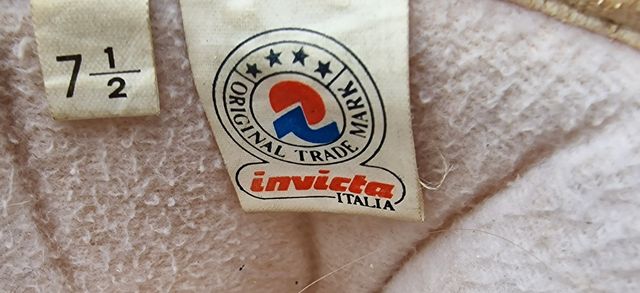 7 1/2
ORIGINAL TRADE MARK
invicta
ITALIA